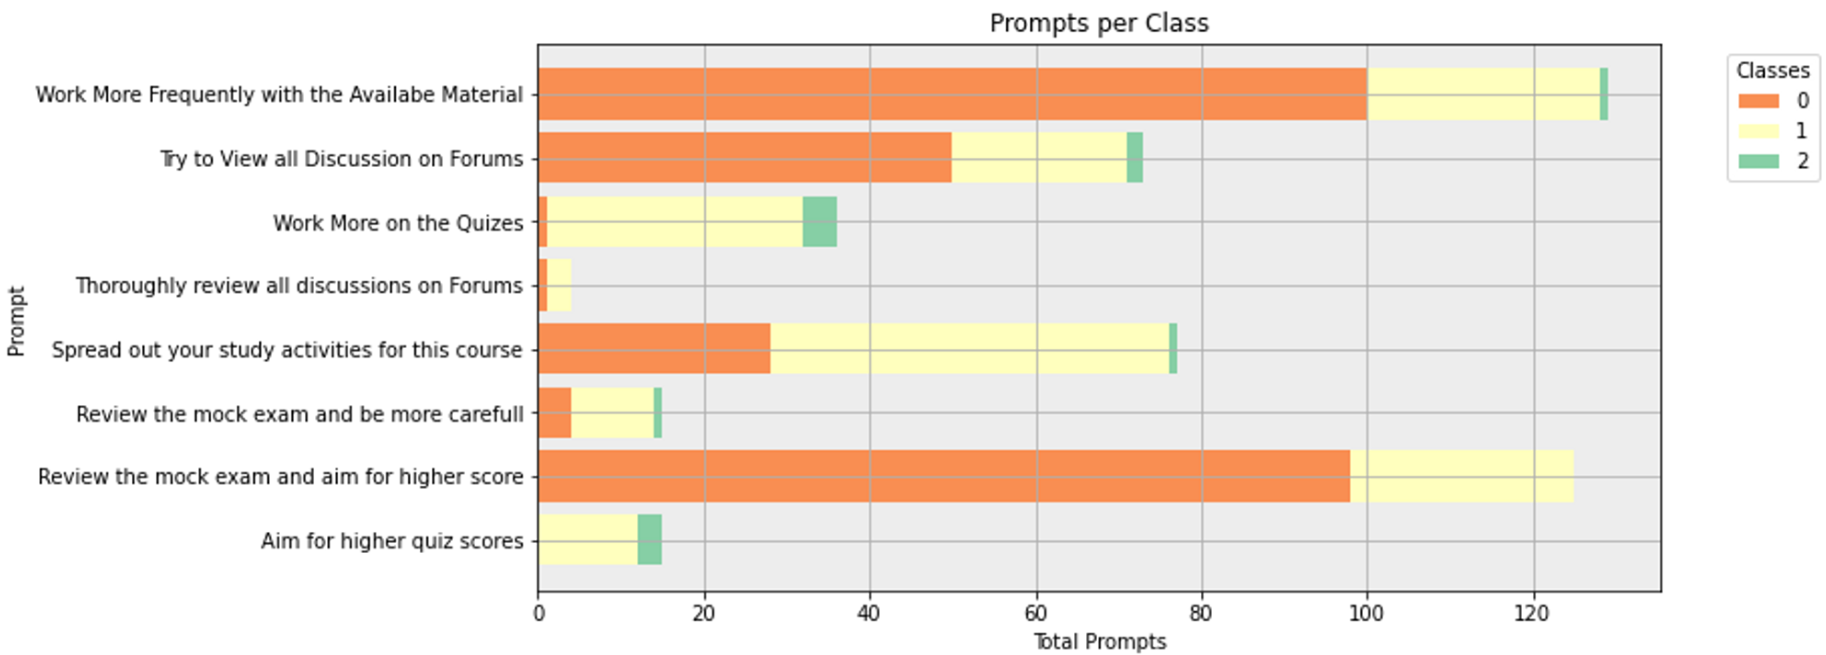 Prompts per Class
Work More Frequently with the Availabe Material
Try to View all Discussion on Forums
Work More on the Quizes
Thoroughly review all discussions on Forums
Spread out your study activities for this course
Review the mock exam and be more carefull
Review the mock exam and aim for higher score
Aim for higher quiz scores
Prompt
0 20 40 60 80 100 120
Total Prompts
Classes
0
1
2